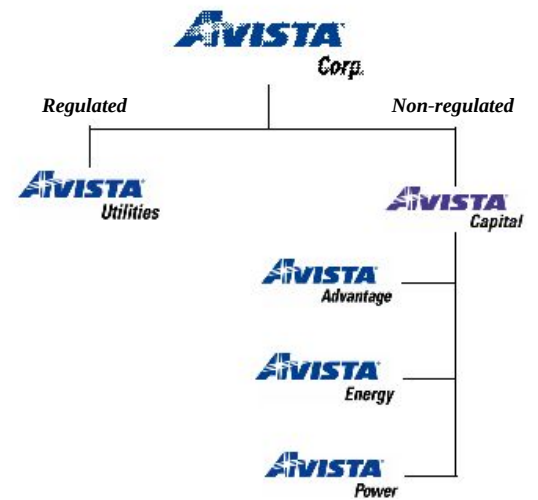 AVISTA
Corp.
Regulated
Non-regulated
AVISTA
Utilities
AVISTA
Capital
AVISTA
Advantage
AVISTA
Energy
AVISTA
Power